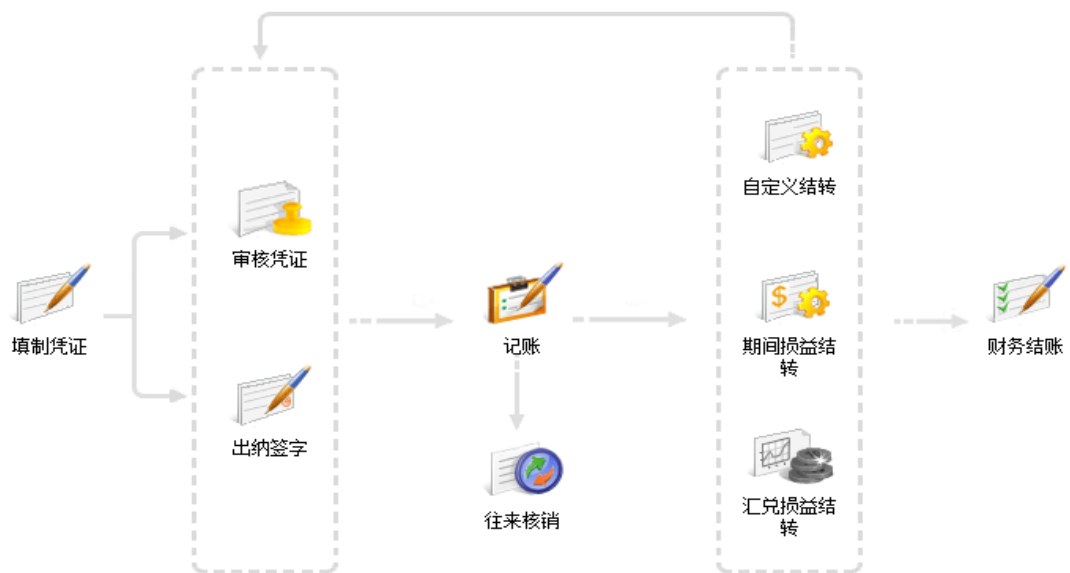 填制凭证
审核凭证
出纳签字
记账
往来核销
自定义结转
期间损益结
转
汇兑损益结
转
财务结账